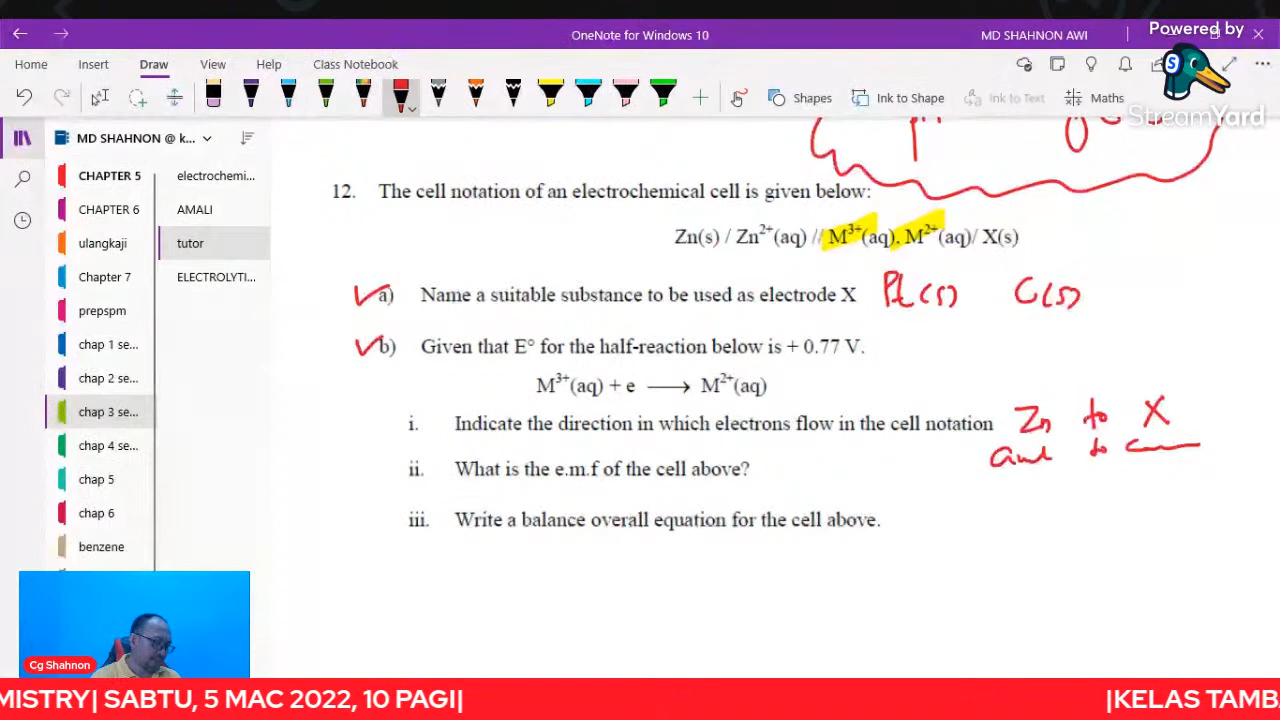 Powered by
OneNote for Windows 10
MD SHAHNON AWI
StreamYard
Home Insert Draw View Help Class Notebook
Shapes Ink to Shape Ink to Text Maths
MD SHAHNON @ k...
CHAPTER 5
CHAPTER 6
ulangkaji
Chapter 7
prepspm
chap 1 se...
chap 2 se...
chap 3 se...
chap 4 se...
chap 5
chap 6
benzene
electrochemi...
AMALI
tutor
ELECTROLYTI...
12. The cell notation of an electrochemical cell is given below:
Zn(s) / Zn²⁺(aq) // M³⁺(aq), M²⁺(aq)/ X(s)
a) Name a suitable substance to be used as electrode X Pt(s) C(s)
b) Given that E° for the half-reaction below is + 0.77 V.
M³⁺(aq) + e ⟶ M²⁺(aq)
i. Indicate the direction in which electrons flow in the cell notation Zn to X
to
ii. What is the e.m.f of the cell above?
iii. Write a balance overall equation for the cell above.
Cg Shahnon
MISTRY| SABTU, 5 MAC 2022, 10 PAGI| |KELAS TAMBA